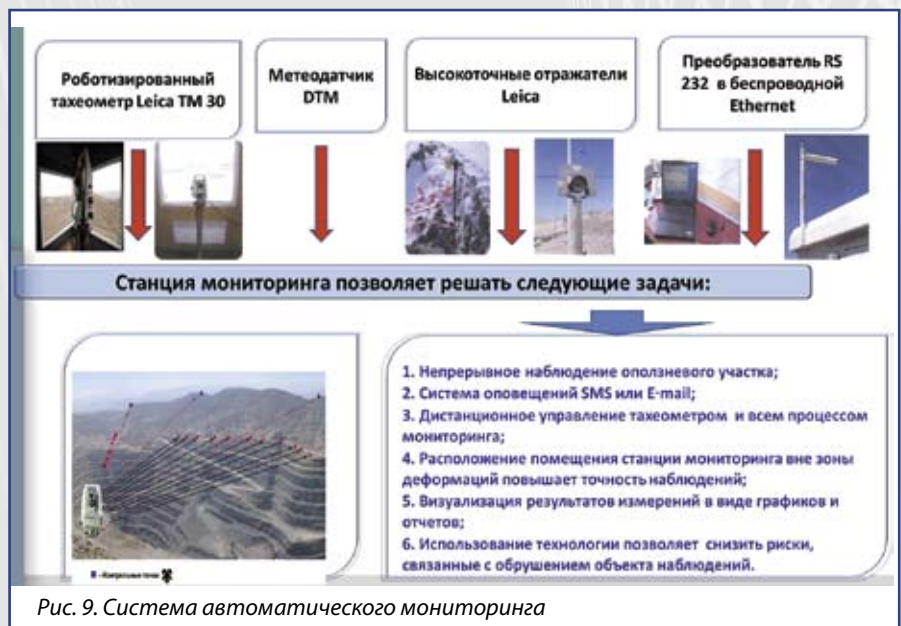 Роботизированный
тахеометр Leica TM 30
Метеодатчик
DTM
Высокоточные отражатели
Leica
Преобразователь RS
232 в беспроводной
Ethernet
Станция мониторинга позволяет решать следующие задачи:
1. Непрерывное наблюдение оползневого участка;
2. Система оповещений SMS или E-mail;
3. Дистанционное управление тахеометром и всем процессом
мониторинга;
4. Расположение помещения станции мониторинга вне зоны
деформаций повышает точность наблюдений;
5. Визуализация результатов измерений в виде графиков и
отчетов;
6. Использование технологии позволяет снизить риски,
связанные с обрушением объекта наблюдений.
- Контрольные точки
Рис. 9. Система автоматического мониторинга